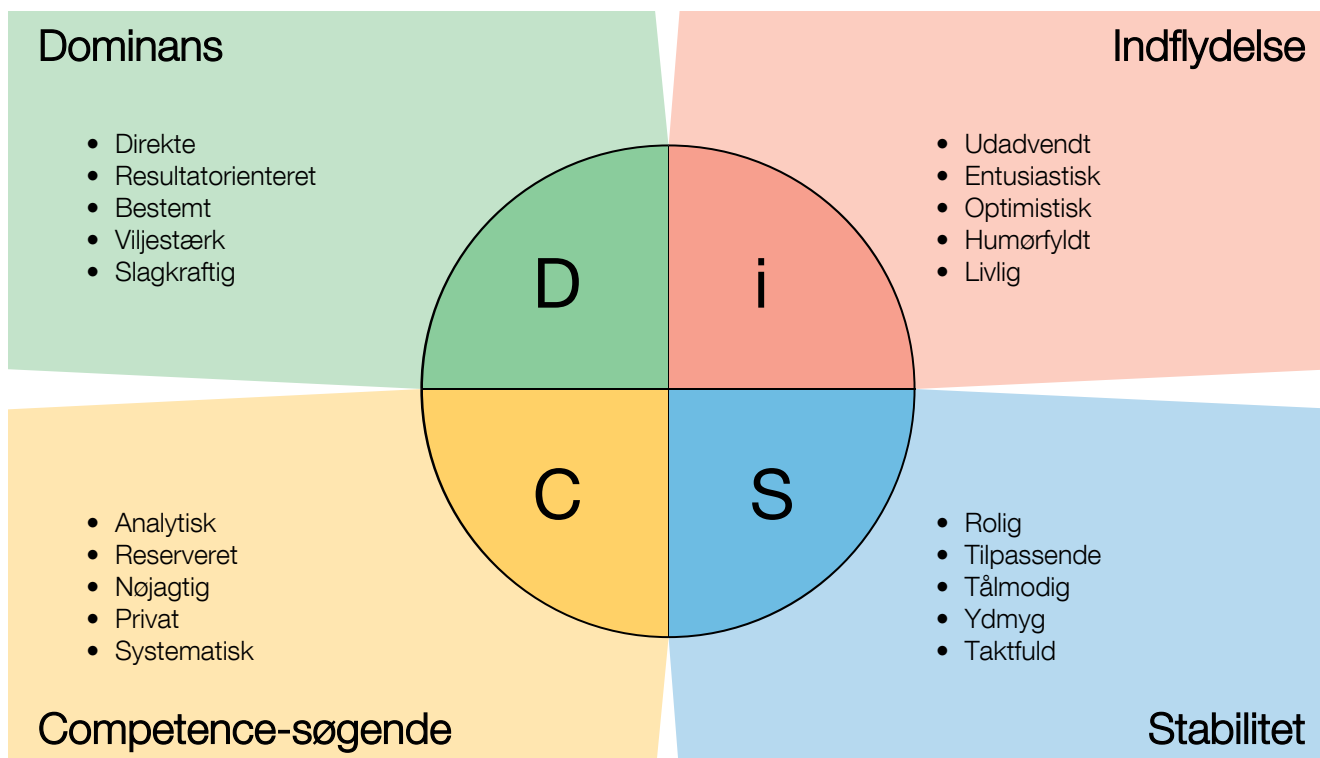 Dominans
Indflydelse
• Direkte
• Resultatorienteret
• Bestemt
• Viljestærk
• Slagkraftig
• Udadvendt
• Entusiastisk
• Optimistisk
• Humørfyldt
• Livlig
D
i
C
S
• Analytisk
• Reserveret
• Nøjagtig
• Privat
• Systematisk
• Rolig
• Tilpassende
• Tålmodig
• Ydmyg
• Taktfuld
Competence-søgende
Stabilitet